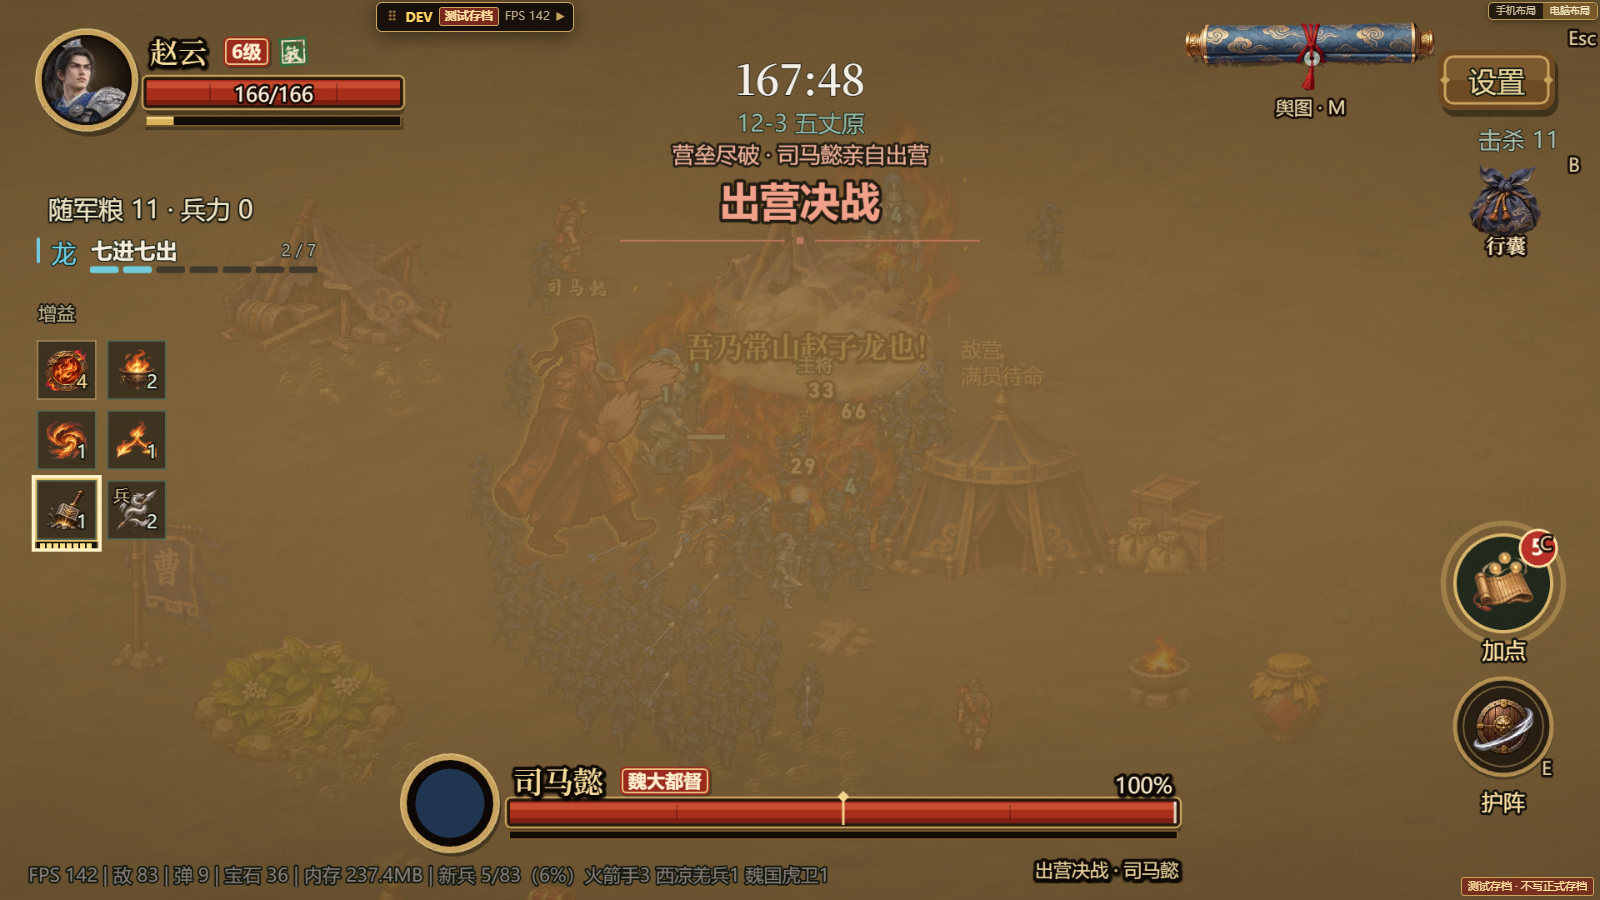 DEV 测试存档 FPS 142 ▶
手机布局 电脑布局
Esc
赵云 6级
166/166
167:48
12-3 五丈原
营垒尽破·司马懿亲自出营
出营决战
舆图·M
设置
击杀 11
B
行囊
随军粮 11·兵力 0
龙 七进七出 2/7
增益
4
2
1
1
1
兵 2
司马懿
吾乃常山赵子龙也!
主将
敌营
满员待命
4
1
33
66
29
4
曹
5
C
加点
E
护阵
司马懿 魏大都督 100%
出营决战·司马懿
FPS 142 | 敌 83 | 弹 9 | 宝石 36 | 内存 237.4MB | 新兵 5/83（6%）火箭手3 西凉羌兵1 魏国虎卫1
测试存档·不写正式存档